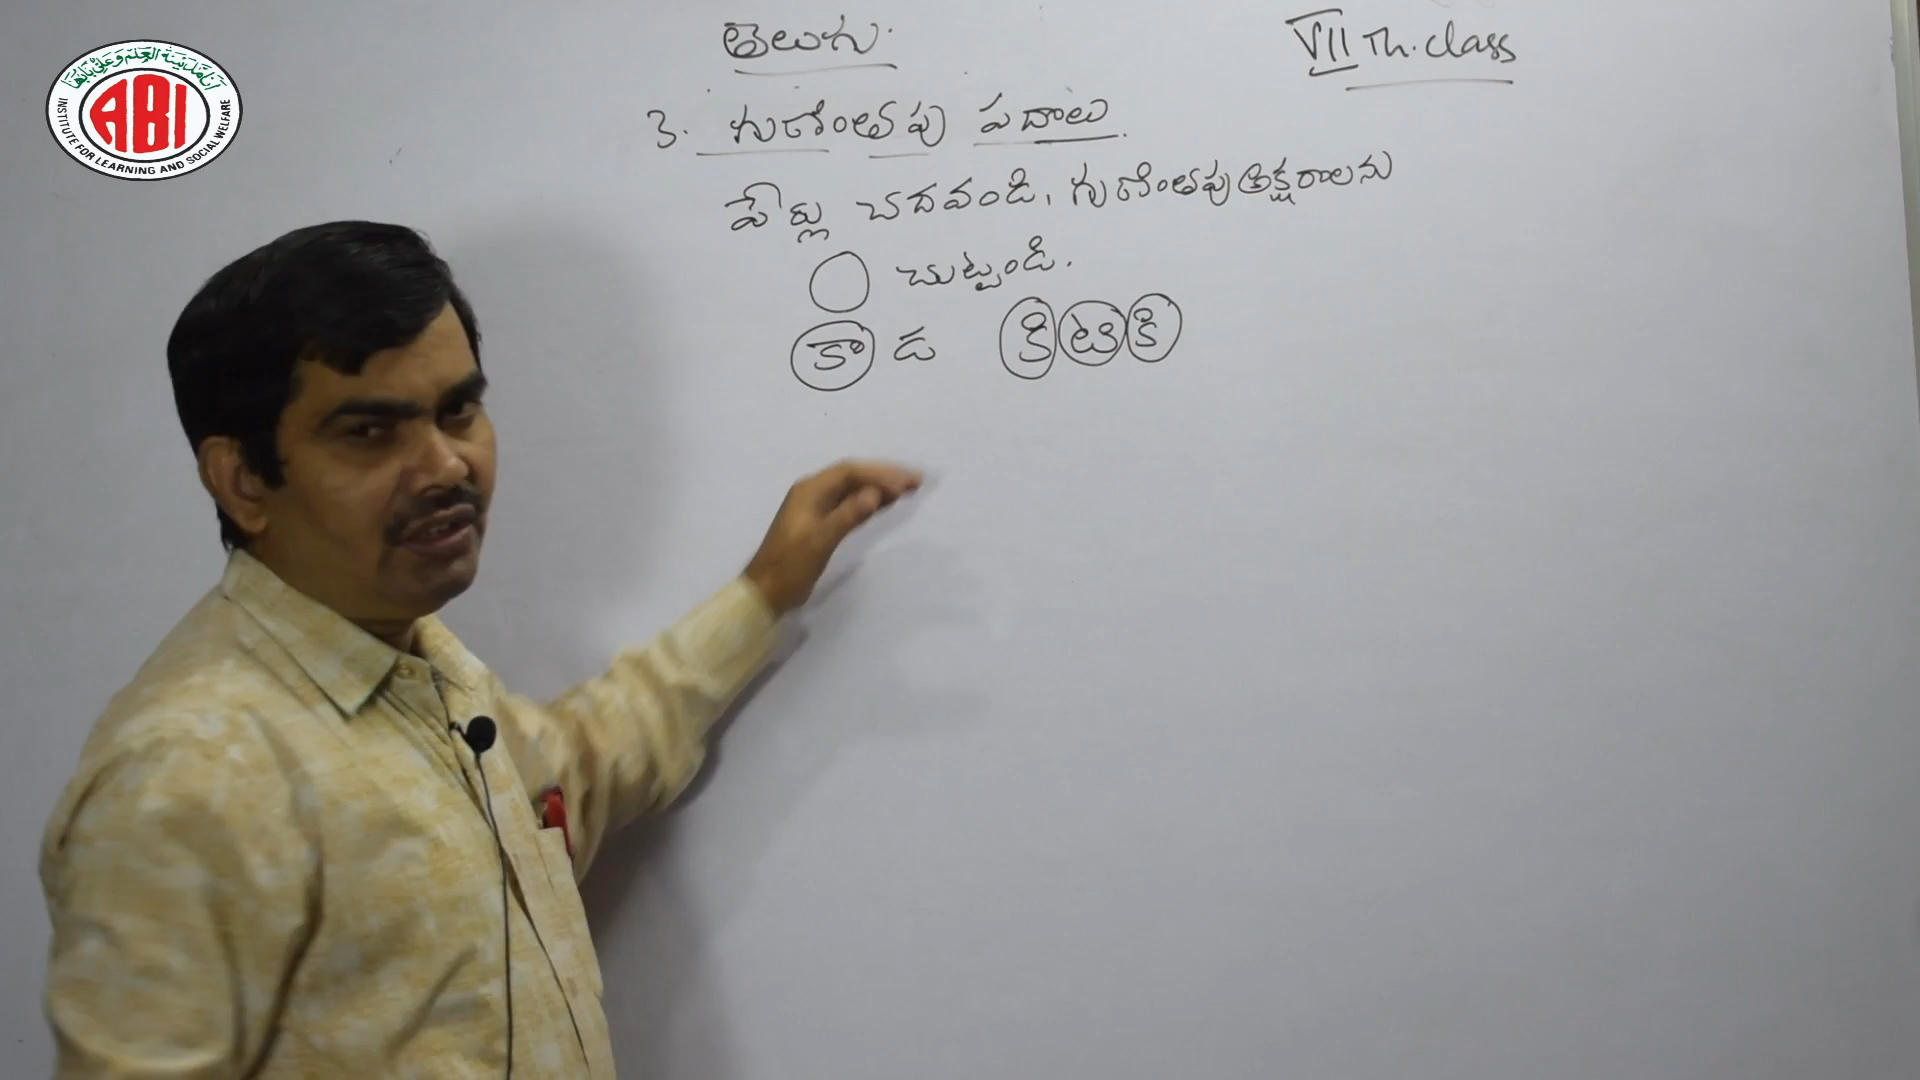 ABI
INSTITUTE FOR LEARNING AND SOCIAL WELFARE
తెలుగు. VII Th. class
3. గుణింతపు పదాలు.
పేర్లు చదవండి, గుణింతపు అక్షరాలను
చుట్టండి.
కాడ కిటికి